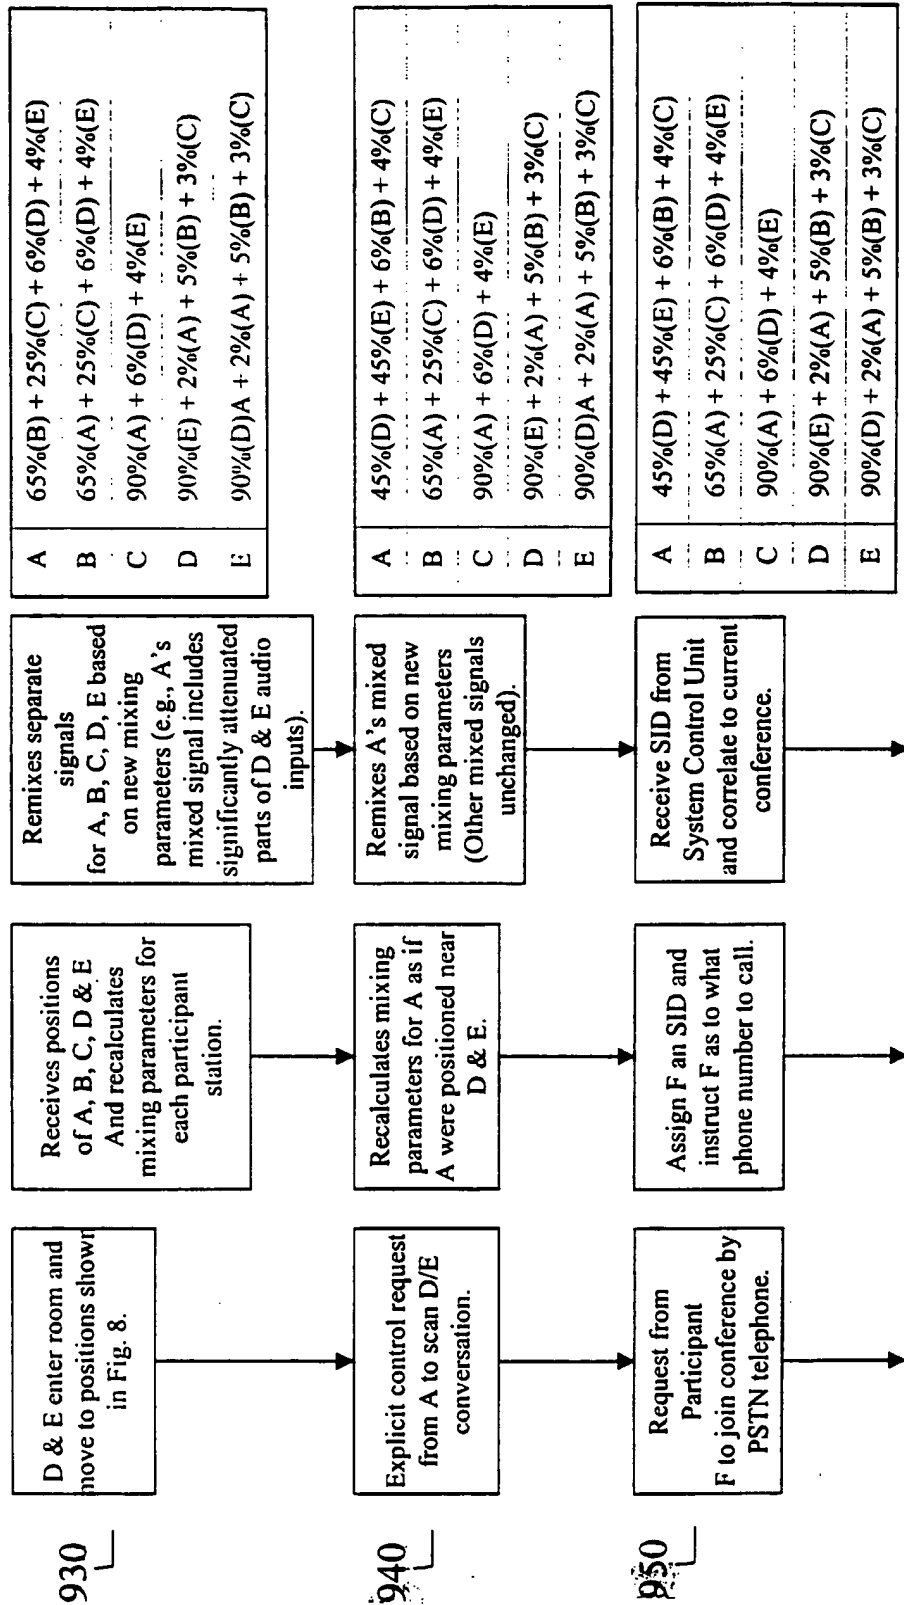 930
D & E enter room and
move to positions shown
in Fig. 8.
Receives positions
of A, B, C, D & E
And recalculates
mixing parameters for
each participant
station.
Remixes separate
signals
for A, B, C, D, E based
on new mixing
parameters (e.g., A's
mixed signal includes
significantly attenuated
parts of D & E audio
inputs).
A 65%(B) + 25%(C) + 6%(D) + 4%(E)
B 65%(A) + 25%(C) + 6%(D) + 4%(E)
C 90%(A) + 6%(D) + 4%(E)
D 90%(E) + 2%(A) + 5%(B) + 3%(C)
E 90%(D)A + 2%(A) + 5%(B) + 3%(C)
940
Explicit control request
from A to scan D/E
conversation.
Recalculates mixing
parameters for A as if
A were positioned near
D & E.
Remixes A's mixed
signal based on new
mixing parameters
(Other mixed signals
unchanged).
A 45%(D) + 45%(E) + 6%(B) + 4%(C)
B 65%(A) + 25%(C) + 6%(D) + 4%(E)
C 90%(A) + 6%(D) + 4%(E)
D 90%(E) + 2%(A) + 5%(B) + 3%(C)
E 90%(D)A + 2%(A) + 5%(B) + 3%(C)
950
Request from
Participant
F to join conference by
PSTN telephone.
Assign F an SID and
instruct F as to what
phone number to call.
Receive SID from
System Control Unit
and correlate to current
conference.
A 45%(D) + 45%(E) + 6%(B) + 4%(C)
B 65%(A) + 25%(C) + 6%(D) + 4%(E)
C 90%(A) + 6%(D) + 4%(E)
D 90%(E) + 2%(A) + 5%(B) + 3%(C)
E 90%(D) + 2%(A) + 5%(B) + 3%(C)